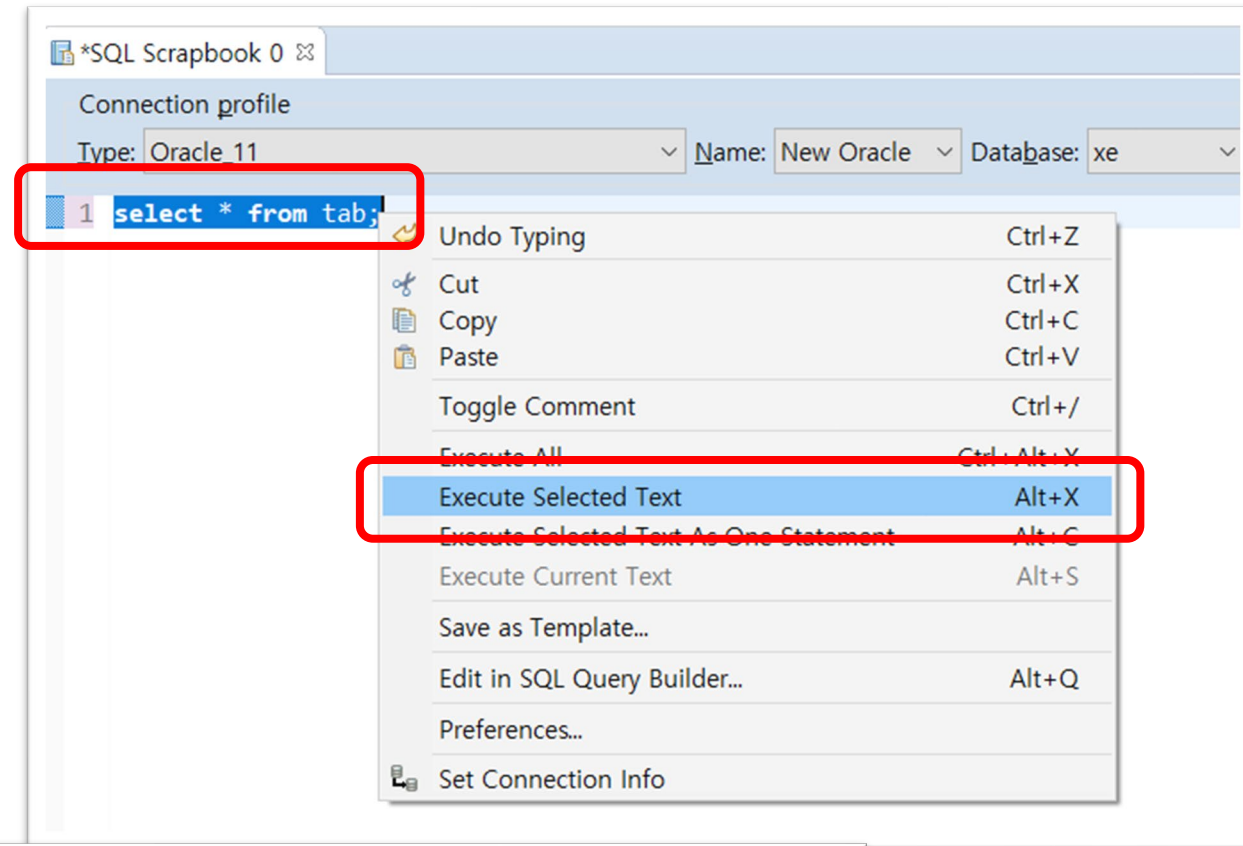 *SQL Scrapbook 0
Connection profile
Type: Oracle_11 Name: New Oracle Database: xe
1 select * from tab;
Undo Typing Ctrl+Z
Cut Ctrl+X
Copy Ctrl+C
Paste Ctrl+V
Toggle Comment Ctrl+/
Execute All Ctrl+Alt+X
Execute Selected Text Alt+X
Execute Selected Text As One Statement Alt+C
Execute Current Text Alt+S
Save as Template...
Edit in SQL Query Builder... Alt+Q
Preferences...
Set Connection Info